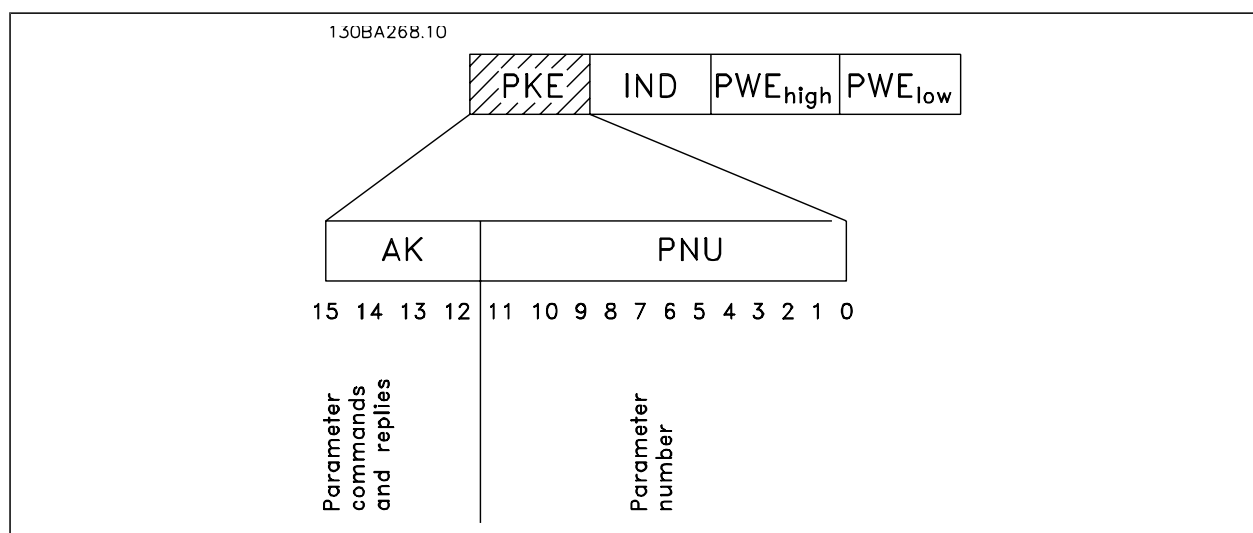 130BA268.10
PKE IND PWEhigh PWElow
AK PNU
15 14 13 12 11 10 9 8 7 6 5 4 3 2 1 0
Parameter
commands
and replies
Parameter
number